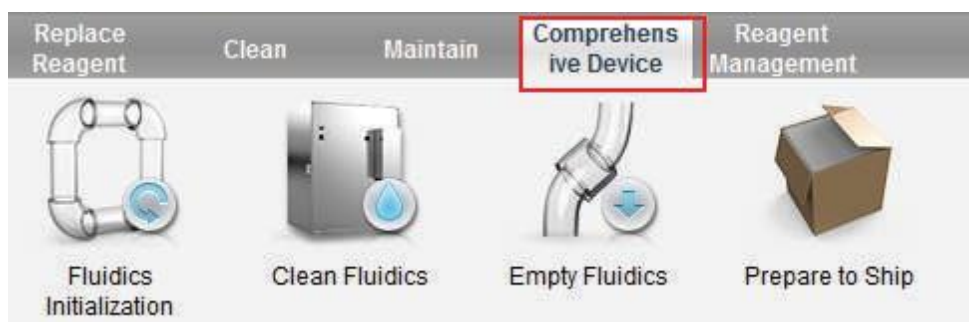 Replace
Reagent
Clean
Maintain
Comprehens
ive Device
Reagent
Management
Fluidics
Initialization
Clean Fluidics
Empty Fluidics
Prepare to Ship